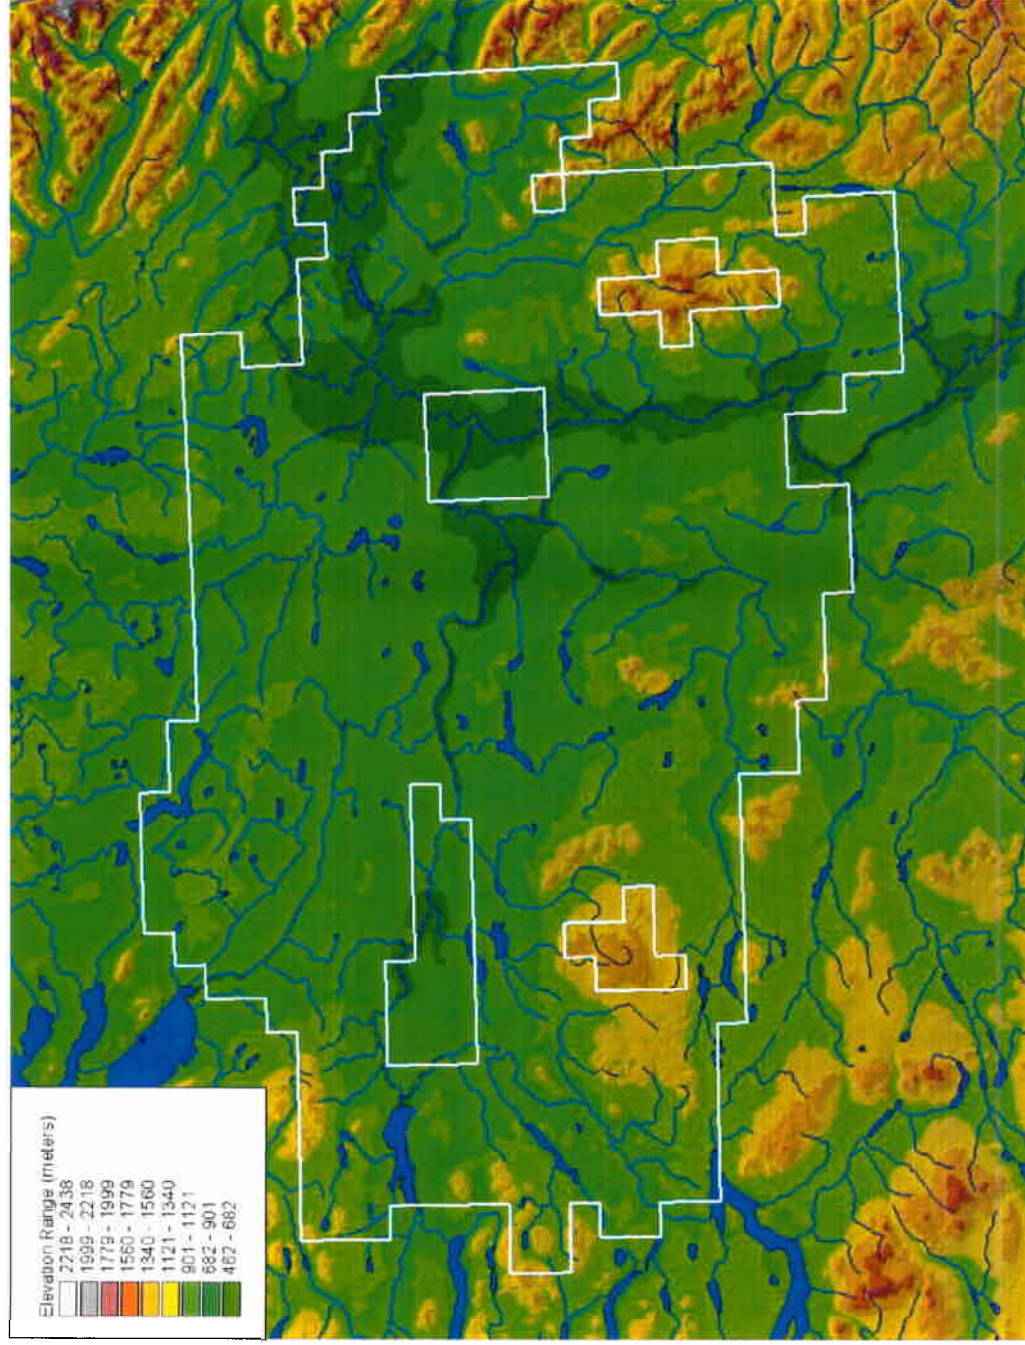 Elevation Range (meters)
2218 - 2438
1999 - 2218
1779 - 1999
1560 - 1779
1340 - 1560
1121 - 1340
901 - 1121
682 - 901
462 - 682